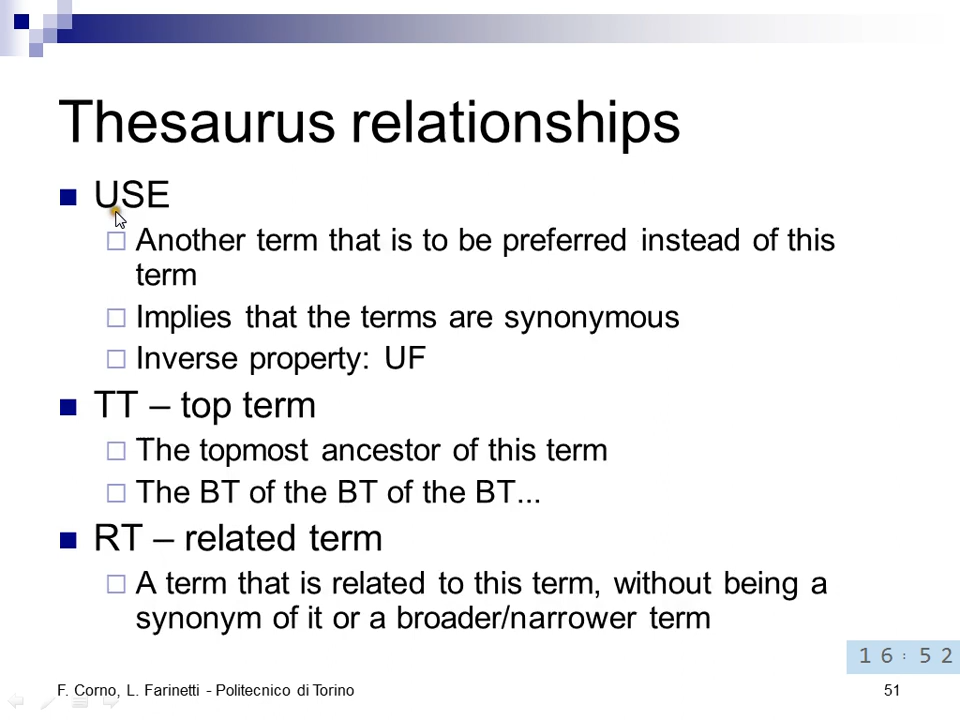 Thesaurus relationships
USE
Another term that is to be preferred instead of this
term
Implies that the terms are synonymous
Inverse property: UF
TT – top term
The topmost ancestor of this term
The BT of the BT of the BT...
RT – related term
A term that is related to this term, without being a
synonym of it or a broader/narrower term
16:52
F. Corno, L. Farinetti - Politecnico di Torino
51